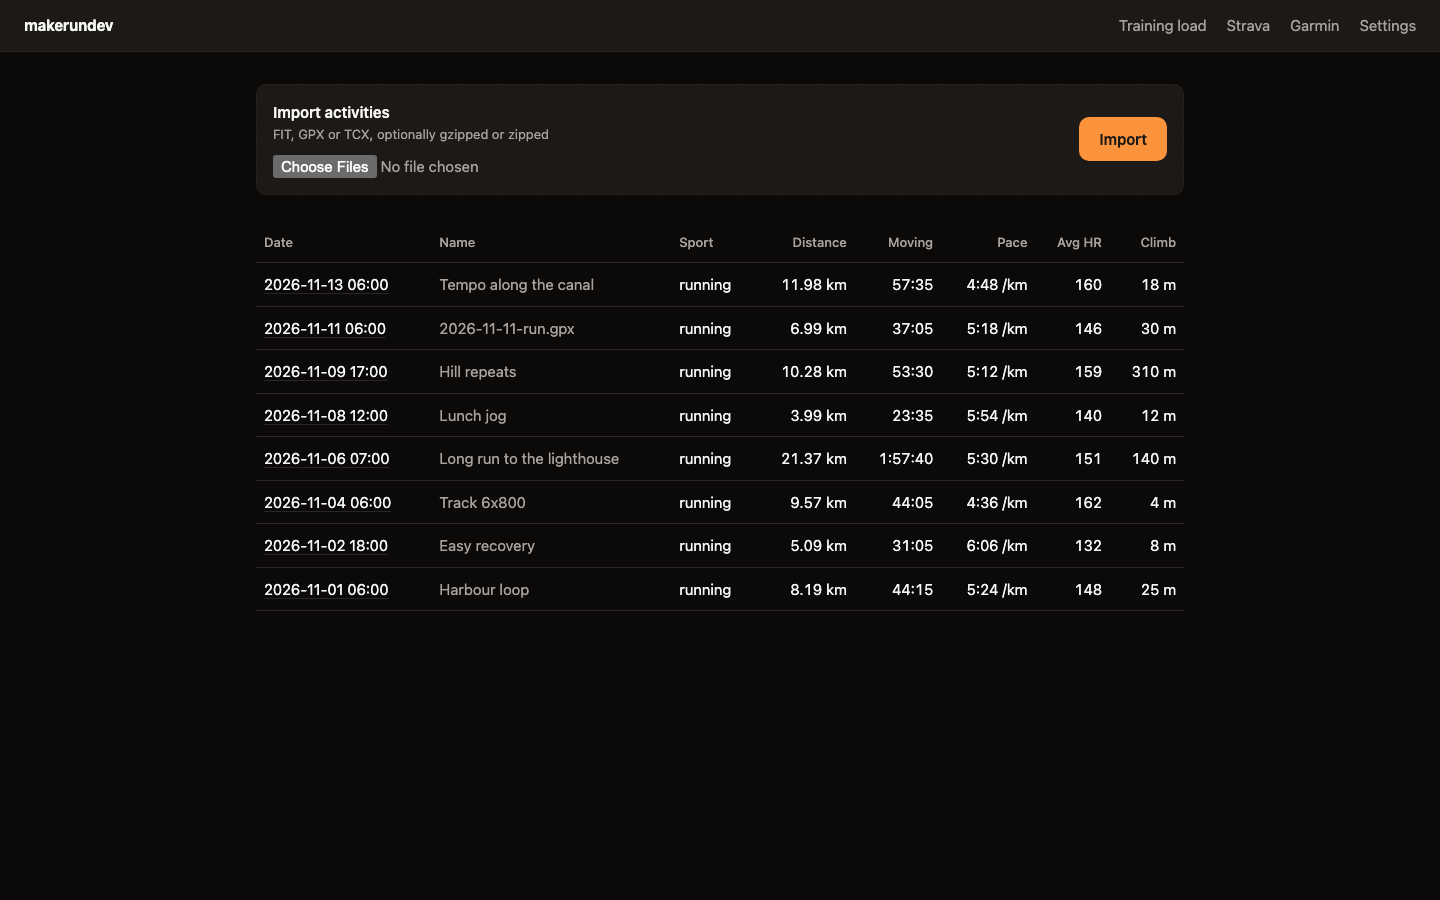 makerundev Training load Strava Garmin Settings
Import activities
FIT, GPX or TCX, optionally gzipped or zipped
Choose Files No file chosen
Import
Date Name Sport Distance Moving Pace Avg HR Climb
2026-11-13 06:00 Tempo along the canal running 11.98 km 57:35 4:48 /km 160 18 m
2026-11-11 06:00 2026-11-11-run.gpx running 6.99 km 37:05 5:18 /km 146 30 m
2026-11-09 17:00 Hill repeats running 10.28 km 53:30 5:12 /km 159 310 m
2026-11-08 12:00 Lunch jog running 3.99 km 23:35 5:54 /km 140 12 m
2026-11-06 07:00 Long run to the lighthouse running 21.37 km 1:57:40 5:30 /km 151 140 m
2026-11-04 06:00 Track 6x800 running 9.57 km 44:05 4:36 /km 162 4 m
2026-11-02 18:00 Easy recovery running 5.09 km 31:05 6:06 /km 132 8 m
2026-11-01 06:00 Harbour loop running 8.19 km 44:15 5:24 /km 148 25 m